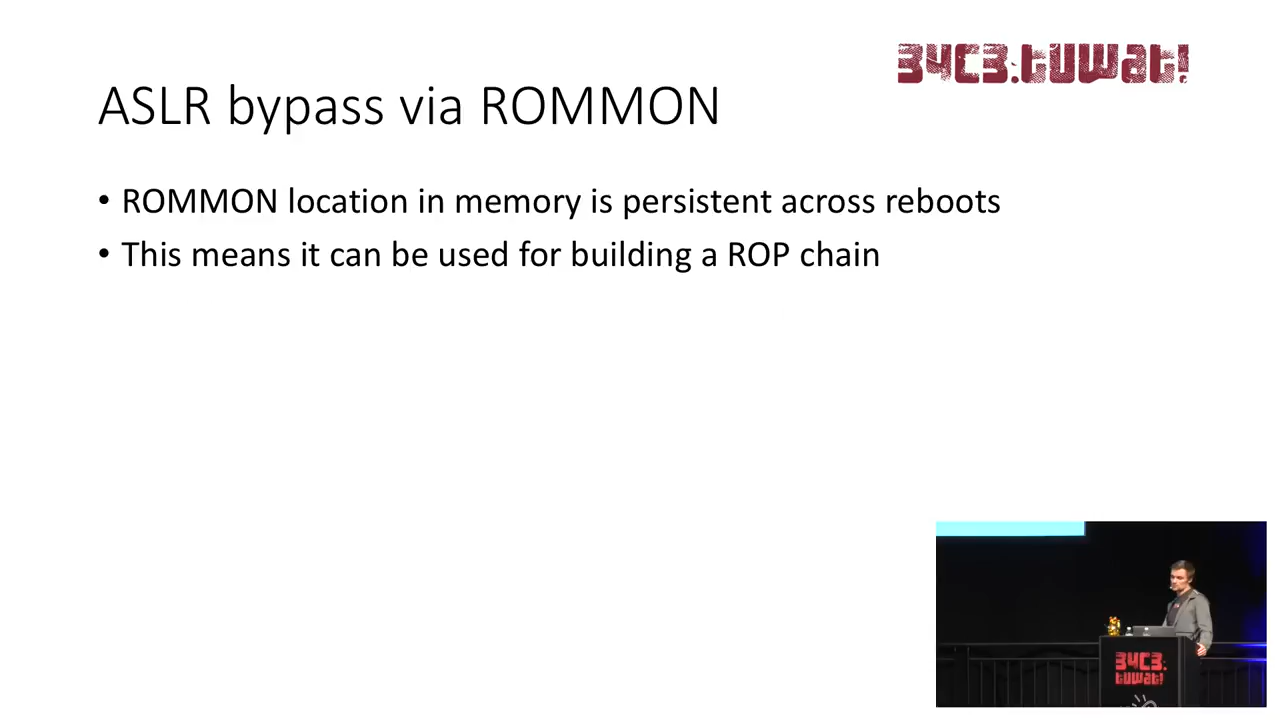 34C3.tuwat!
ASLR bypass via ROMMON
• ROMMON location in memory is persistent across reboots
• This means it can be used for building a ROP chain
34C3.
tuwat!